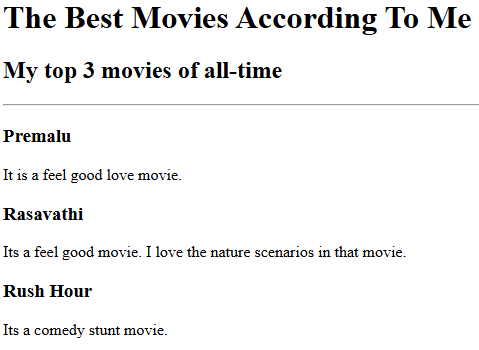 The Best Movies According To Me
My top 3 movies of all-time
Premalu
It is a feel good love movie.
Rasavathi
Its a feel good movie. I love the nature scenarios in that movie.
Rush Hour
Its a comedy stunt movie.